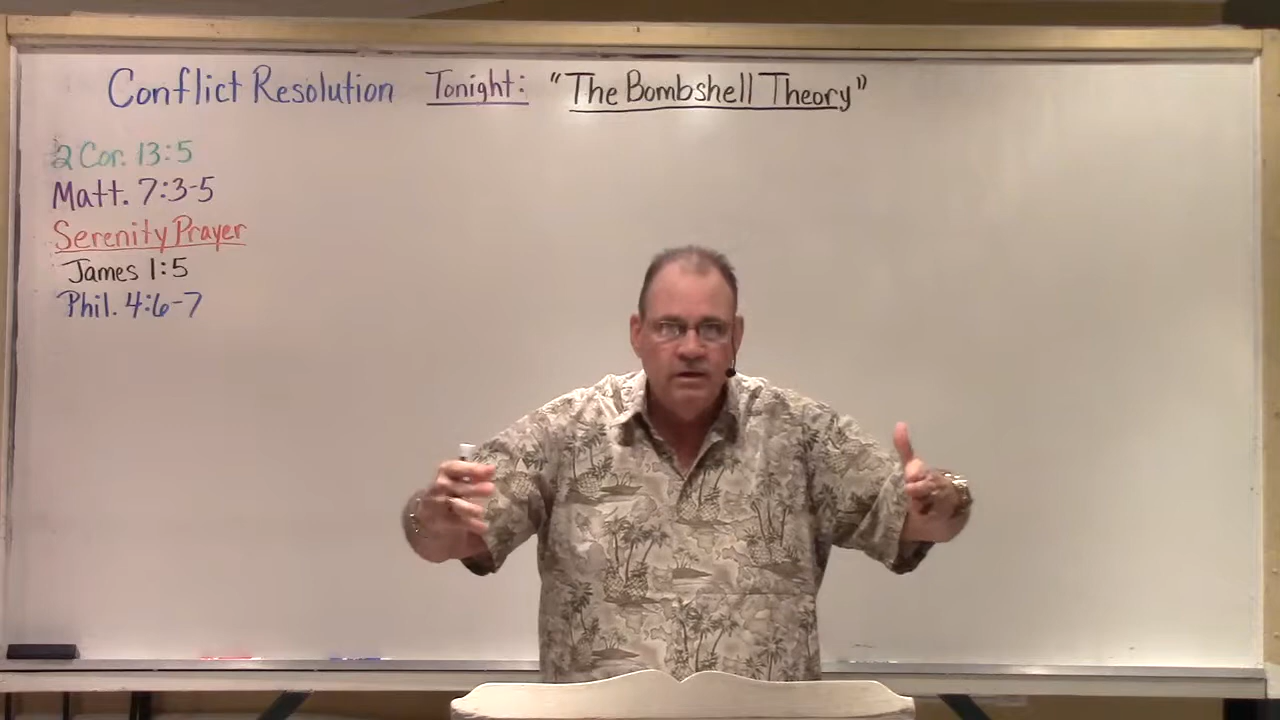 Conflict Resolution Tonight: "The Bombshell Theory"
2 Cor. 13:5
Matt. 7:3-5
Serenity Prayer
James 1:5
Phil. 4:6-7